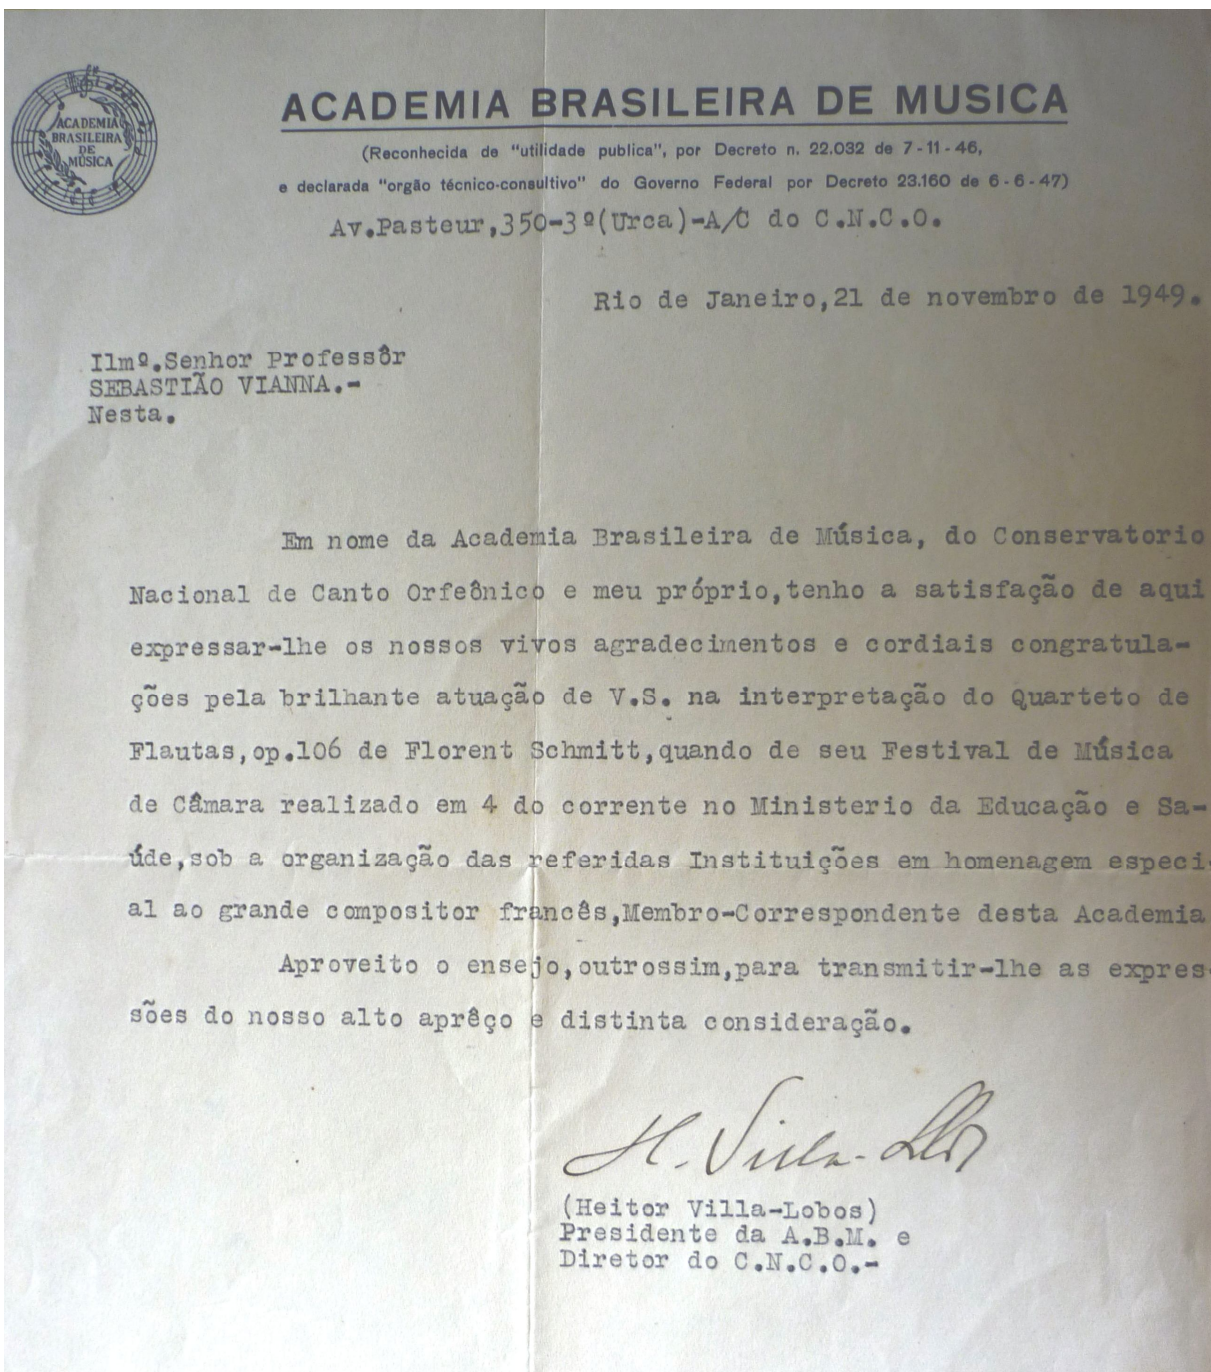 ACADEMIA
BRASILEIRA
DE
MÚSICA
ACADEMIA BRASILEIRA DE MUSICA
(Reconhecida de "utilidade publica", por Decreto n. 22.032 de 7-11-46,
e declarada "orgão técnico-consultivo" do Governo Federal por Decreto 23.160 de 6-6-47)
Av.Pasteur,350-3º(Urca)-A/C do C.N.C.O.
Rio de Janeiro,21 de novembro de 1949.
Ilmº.Senhor Professôr
SEBASTIÃO VIANNA.-
Nesta.
Em nome da Academia Brasileira de Música, do Conservatorio
Nacional de Canto Orfeônico e meu próprio,tenho a satisfação de aqui
expressar-lhe os nossos vivos agradecimentos e cordiais congratula-
ções pela brilhante atuação de V.S. na interpretação do Quarteto de
Flautas,op.106 de Florent Schmitt,quando de seu Festival de Música
de Câmara realizado em 4 do corrente no Ministerio da Educação e Sa-
úde,sob a organização das referidas Instituições em homenagem especi-
al ao grande compositor francês,Membro-Correspondente desta Academia
Aproveito o ensejo,outrossim,para transmitir-lhe as expres-
sões do nosso alto aprêço e distinta consideração.
H. Villa-Lobos
(Heitor Villa-Lobos)
Presidente da A.B.M. e
Diretor do C.N.C.O.-